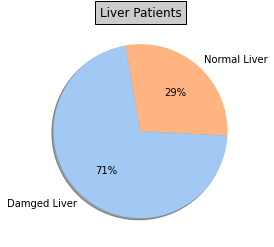 Liver Patients
Normal Liver
29%
71%
Damged Liver